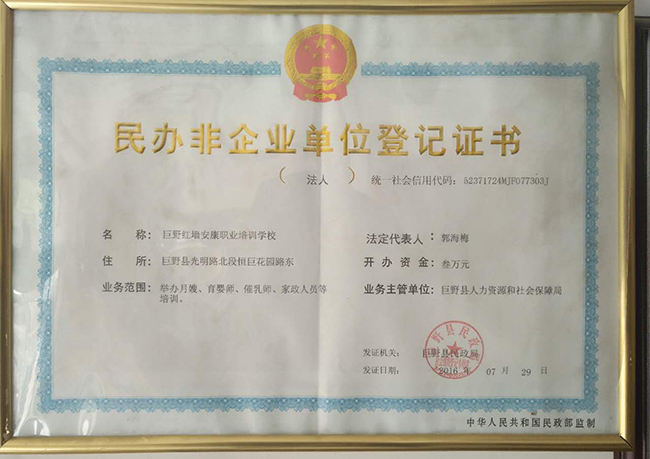 民办非企业单位登记证书
（ 法人 ） 统一社会信用代码：52371724MJF077303J
名 称： 巨野红墙安康职业培训学校
法定代表人： 郭海梅
住 所： 巨野县光明路北段恒巨花园路东
开 办 资 金： 叁万元
业务范围： 举办月嫂、育婴师、催乳师、家政人员等
培训。
业务主管单位： 巨野县人力资源和社会保障局
发证机关： 巨野县民政局
发证日期： 2016 年 07 月 29 日
中华人民共和国民政部监制